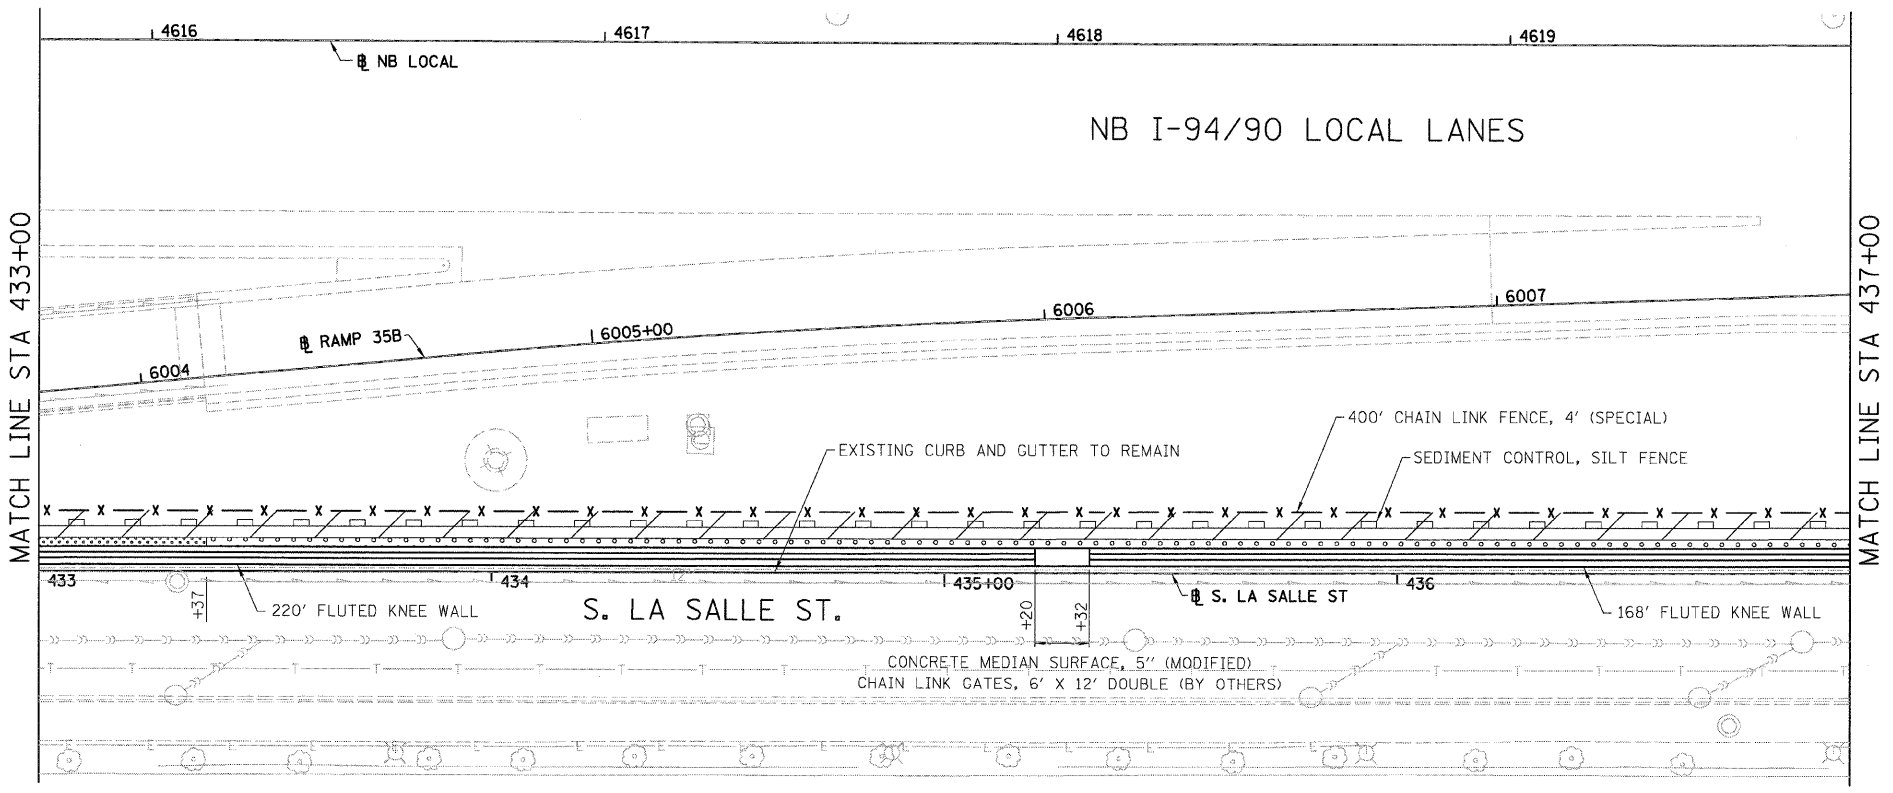 4616
4617
4618
4619
℄ NB LOCAL
NB I-94/90 LOCAL LANES
MATCH LINE STA 433+00
MATCH LINE STA 437+00
6007
6006
6005+00
℄ RAMP 35B
6004
400' CHAIN LINK FENCE, 4' (SPECIAL)
EXISTING CURB AND GUTTER TO REMAIN
SEDIMENT CONTROL, SILT FENCE
433
434
435+00
436
+37
220' FLUTED KNEE WALL
S. LA SALLE ST.
+20
+32
℄ S. LA SALLE ST
168' FLUTED KNEE WALL
CONCRETE MEDIAN SURFACE, 5" (MODIFIED)
CHAIN LINK GATES, 6' X 12' DOUBLE (BY OTHERS)